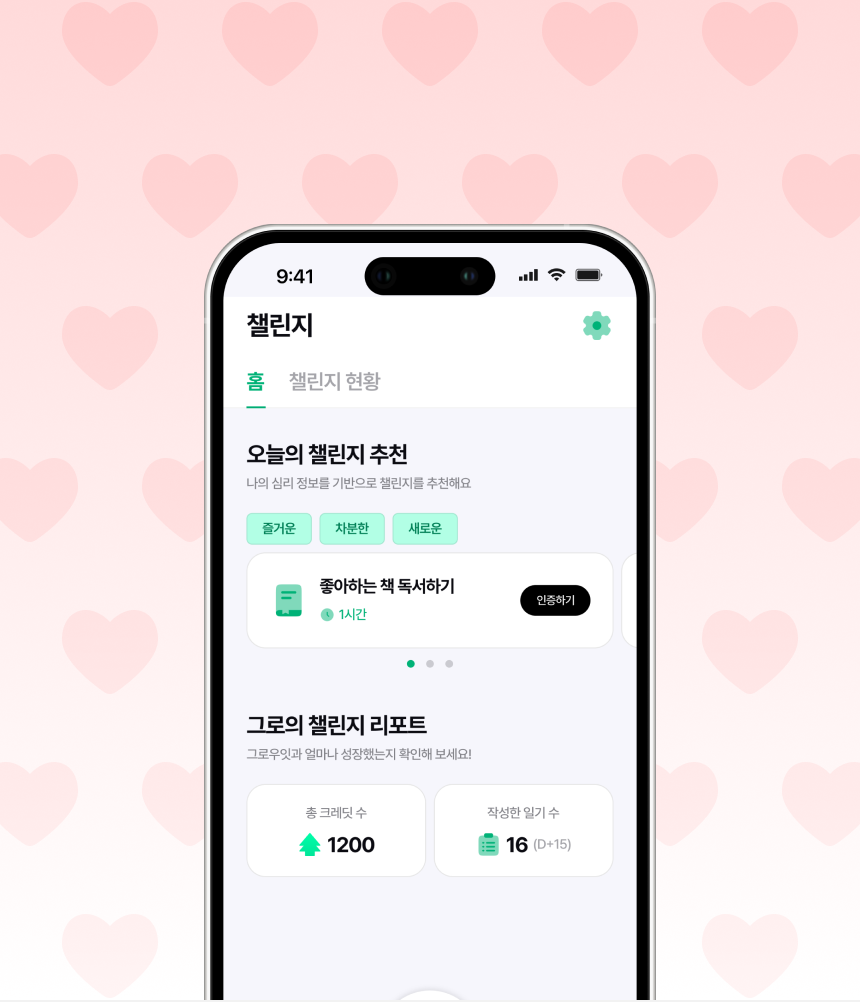 9:41
챌린지
홈 챌린지 현황
오늘의 챌린지 추천
나의 심리 정보를 기반으로 챌린지를 추천해요
즐거운 차분한 새로운
좋아하는 책 독서하기
1시간
인증하기
그로의 챌린지 리포트
그로우잇과 얼마나 성장했는지 확인해 보세요!
총 크레딧 수
1200
작성한 일기 수
16 (D+15)